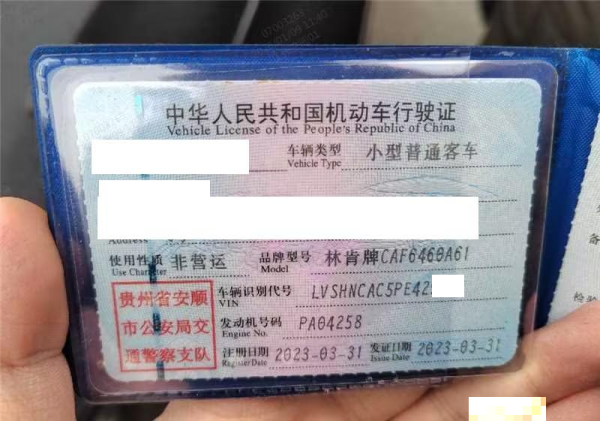 中华人民共和国机动车行驶证
Vehicle License of the People's Republic of China
车辆类型 小型普通客车
Vehicle Type
Address
使用性质 非营运 品牌型号 林肯牌CAF6460A61
Use Character Model
贵州省安顺
市公安局交
通警察支队
车辆识别代号 LVSHNCAC5PE42
VIN
发动机号码 PA04258
Engine No.
注册日期 2023-03-31 发证日期 2023-03-31
Register Date Issue Date